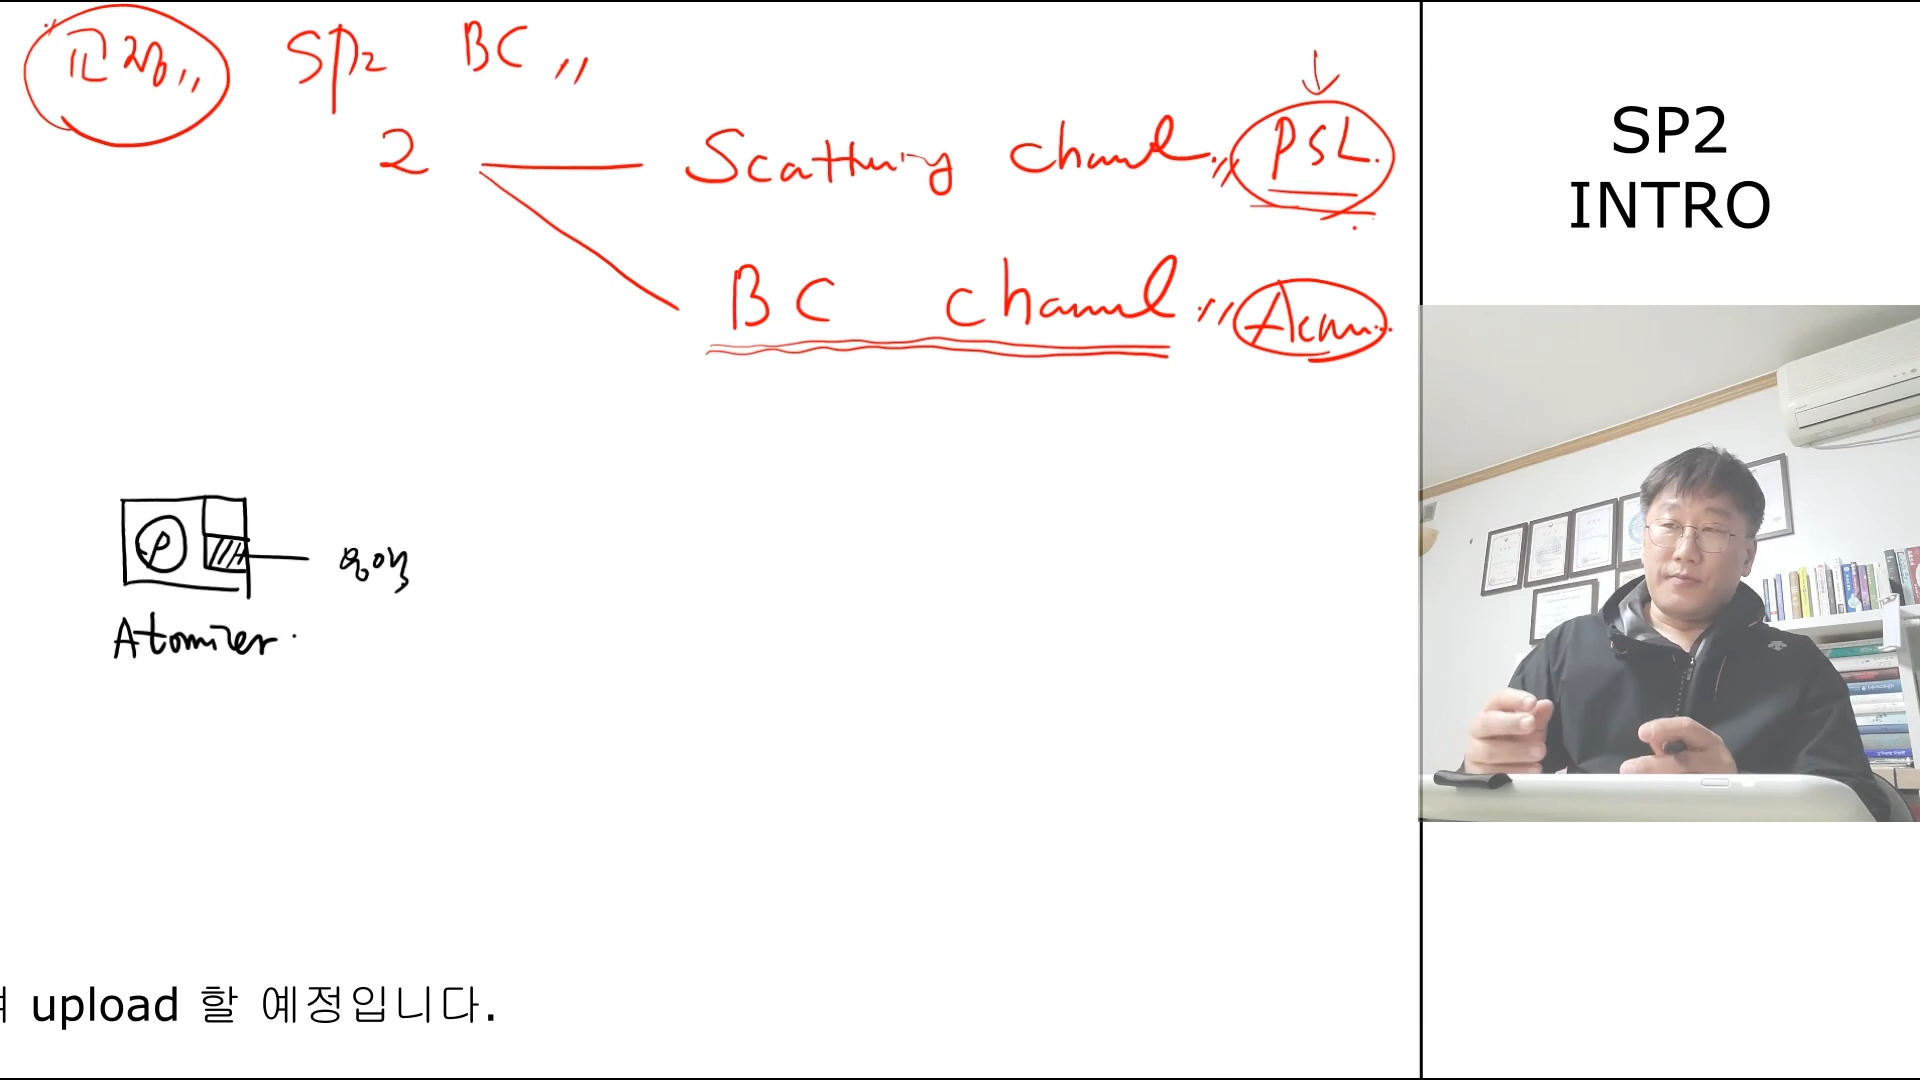 교정,, SP2 BC,,
2 — Scattering channel,, PSL.
BC channel,, Acqu...
용액
Atomizer.
upload 할 예정입니다.
SP2
INTRO